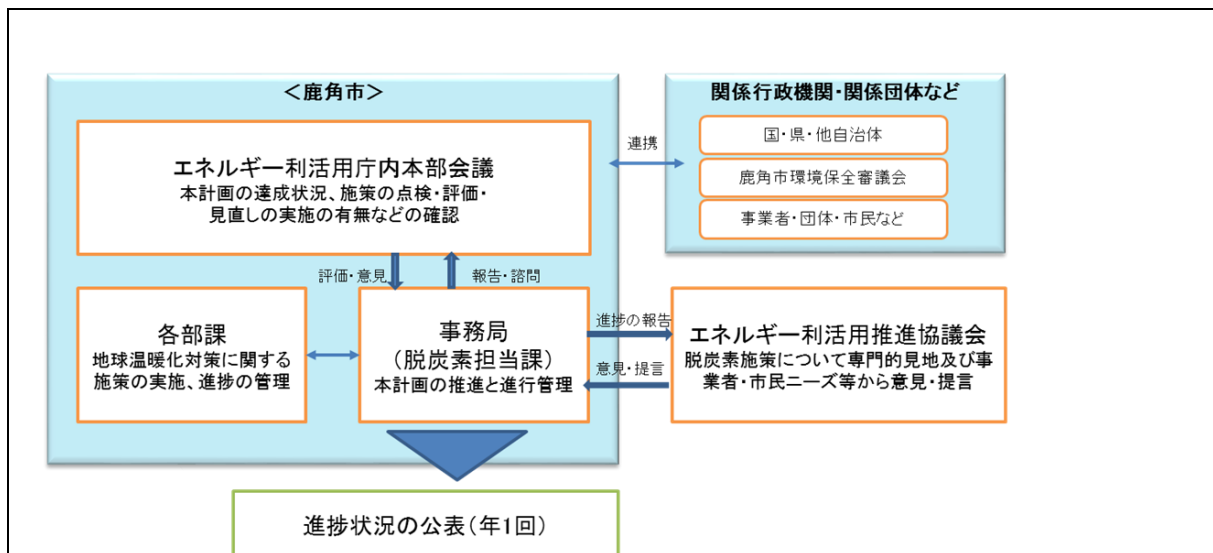 ＜鹿角市＞
エネルギー利活用庁内本部会議
本計画の達成状況、施策の点検・評価・
見直しの実施の有無などの確認
連携
関係行政機関・関係団体など
国・県・他自治体
鹿角市環境保全審議会
事業者・団体・市民など
評価・意見
報告・諮問
各部課
地球温暖化対策に関する
施策の実施、進捗の管理
事務局
（脱炭素担当課）
本計画の推進と進行管理
進捗の報告
意見・提言
エネルギー利活用推進協議会
脱炭素施策について専門的見地及び事
業者・市民ニーズ等から意見・提言
進捗状況の公表（年1回）